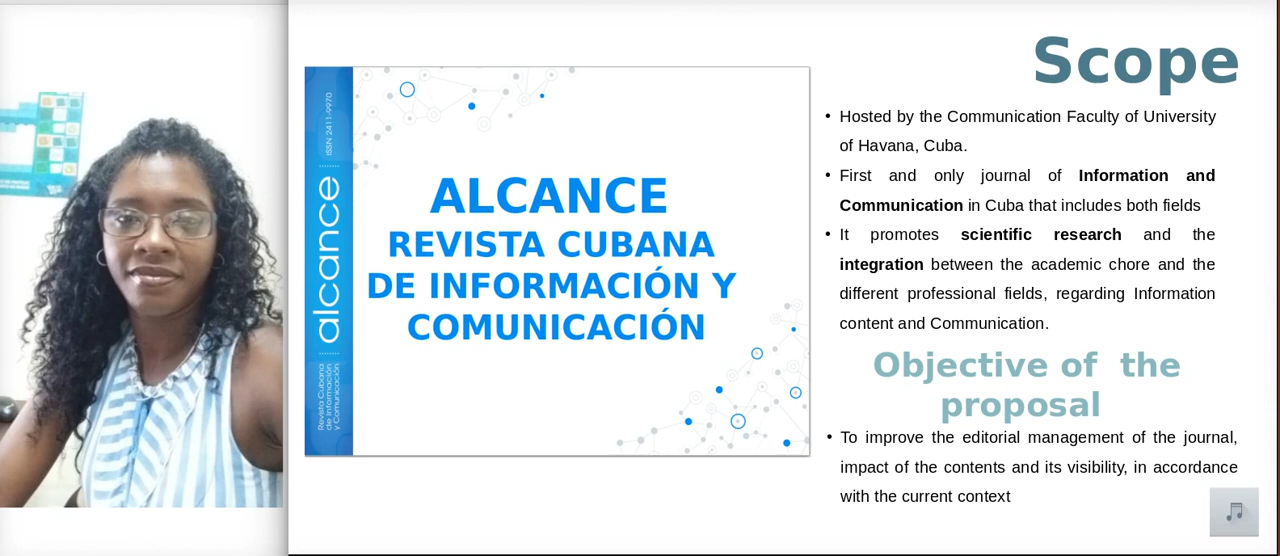 ISSN 2411-9970
alcance
Revista Cubana
de Información
y Comunicación
ALCANCE
REVISTA CUBANA
DE INFORMACIÓN Y
COMUNICACIÓN
Scope
• Hosted by the Communication Faculty of University
of Havana, Cuba.
• First and only journal of Information and
Communication in Cuba that includes both fields
• It promotes scientific research and the
integration between the academic chore and the
different professional fields, regarding Information
content and Communication.
Objective of the
proposal
• To improve the editorial management of the journal,
impact of the contents and its visibility, in accordance
with the current context